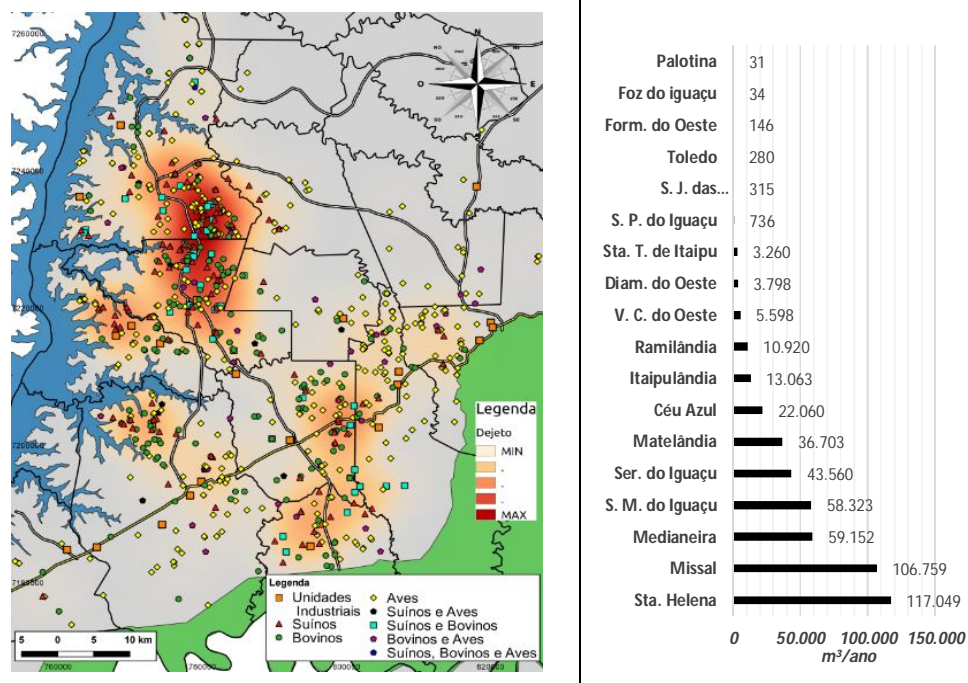 7260000
N
NO
NE
O
E
SO
SE
7240000
7220000
7200000
7180000
Legenda
Dejeto
MIN
-
-
-
MAX
Legenda
Unidades Industriais
Suínos
Bovinos
Aves
Suínos e Aves
Suínos e Bovinos
Bovinos e Aves
Suínos, Bovinos e Aves
5 0 5 10 km
760000 780000 800000 820000
Palotina 31
Foz do iguaçu 34
Form. do Oeste 146
Toledo 280
S. J. das... 315
S. P. do Iguaçu 736
Sta. T. de Itaipu 3.260
Diam. do Oeste 3.798
V. C. do Oeste 5.598
Ramilândia 10.920
Itaipulândia 13.063
Céu Azul 22.060
Matelândia 36.703
Ser. do Iguaçu 43.560
S. M. do Iguaçu 58.323
Medianeira 59.152
Missal 106.759
Sta. Helena 117.049
0 50.000 100.000 150.000
m³/ano